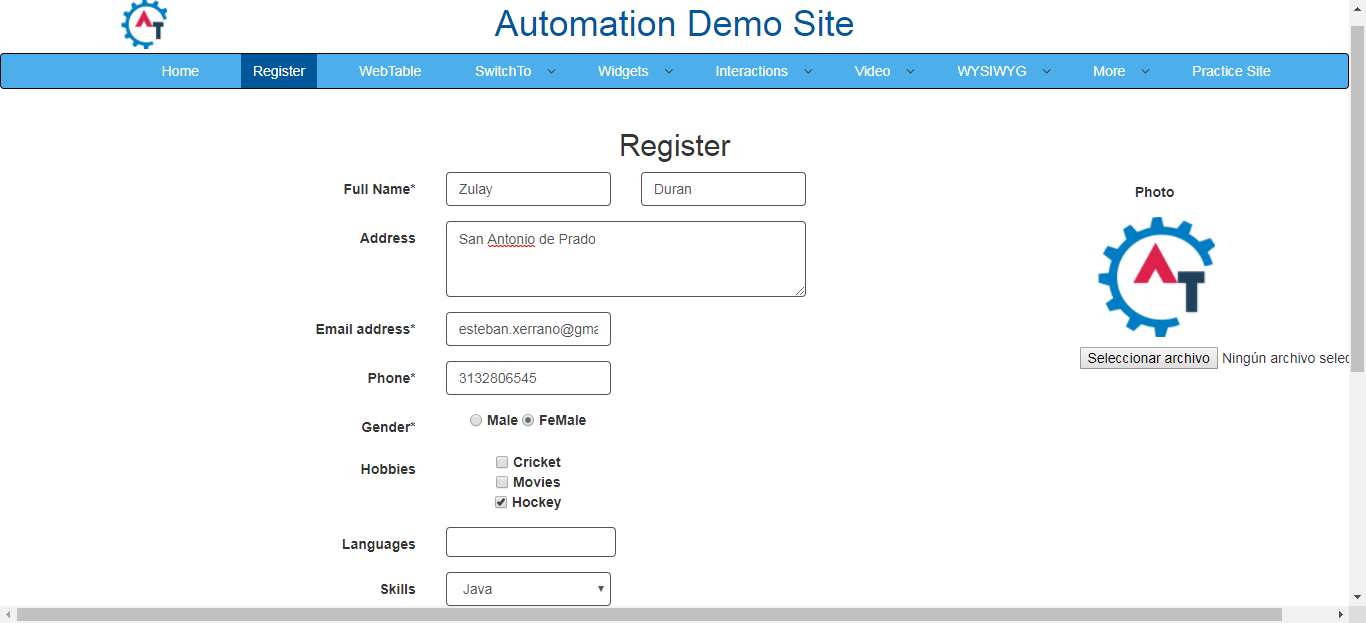 AT
Automation Demo Site
Home Register WebTable SwitchTo Widgets Interactions Video WYSIWYG More Practice Site
Register
Full Name* Zulay Duran
Photo
Address San Antonio de Prado
AT
Email address* esteban.xerrano@gma
Seleccionar archivo Ningún archivo selec
Phone* 3132806545
Gender* Male FeMale
Hobbies Cricket
Movies
Hockey
Languages
Skills Java